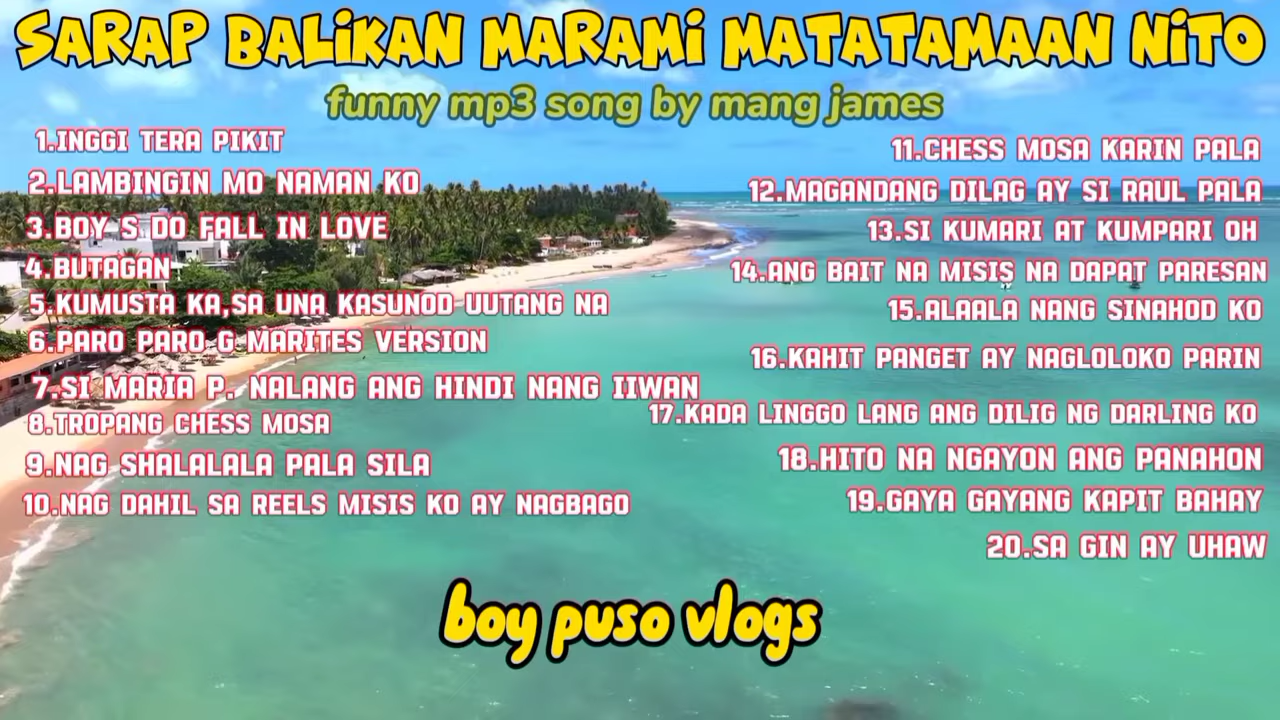 SARAP BALiKAN MARAMi MATATAMAAN NiTO
funny mp3 song by mang james
1.INGGI TERA PIKIT
2.LAMBINGIN MO NAMAN KO
3.BOY S DO FALL IN LOVE
4.BUTAGAN
5.KUMUSTA KA,SA UNA KASUNOD UUTANG NA
6.PARO PARO G MARITES VERSION
7.SI MARIA P. NALANG ANG HINDI NANG IIWAN
8.TROPANG CHESS MOSA
9.NAG SHALALALA PALA SILA
10.NAG DAHIL SA REELS MISIS KO AY NAGBAGO
11.CHESS MOSA KARIN PALA
12.MAGANDANG DILAG AY SI RAUL PALA
13.SI KUMARI AT KUMPARI OH
14.ANG BAIT NA MISIS NA DAPAT PARESAN
15.ALAALA NANG SINAHOD KO
16.KAHIT PANGET AY NAGLOLOKO PARIN
17.KADA LINGGO LANG ANG DILIG NG DARLING KO
18.HITO NA NGAYON ANG PANAHON
19.GAYA GAYANG KAPIT BAHAY
20.SA GIN AY UHAW
boy puso vlogs